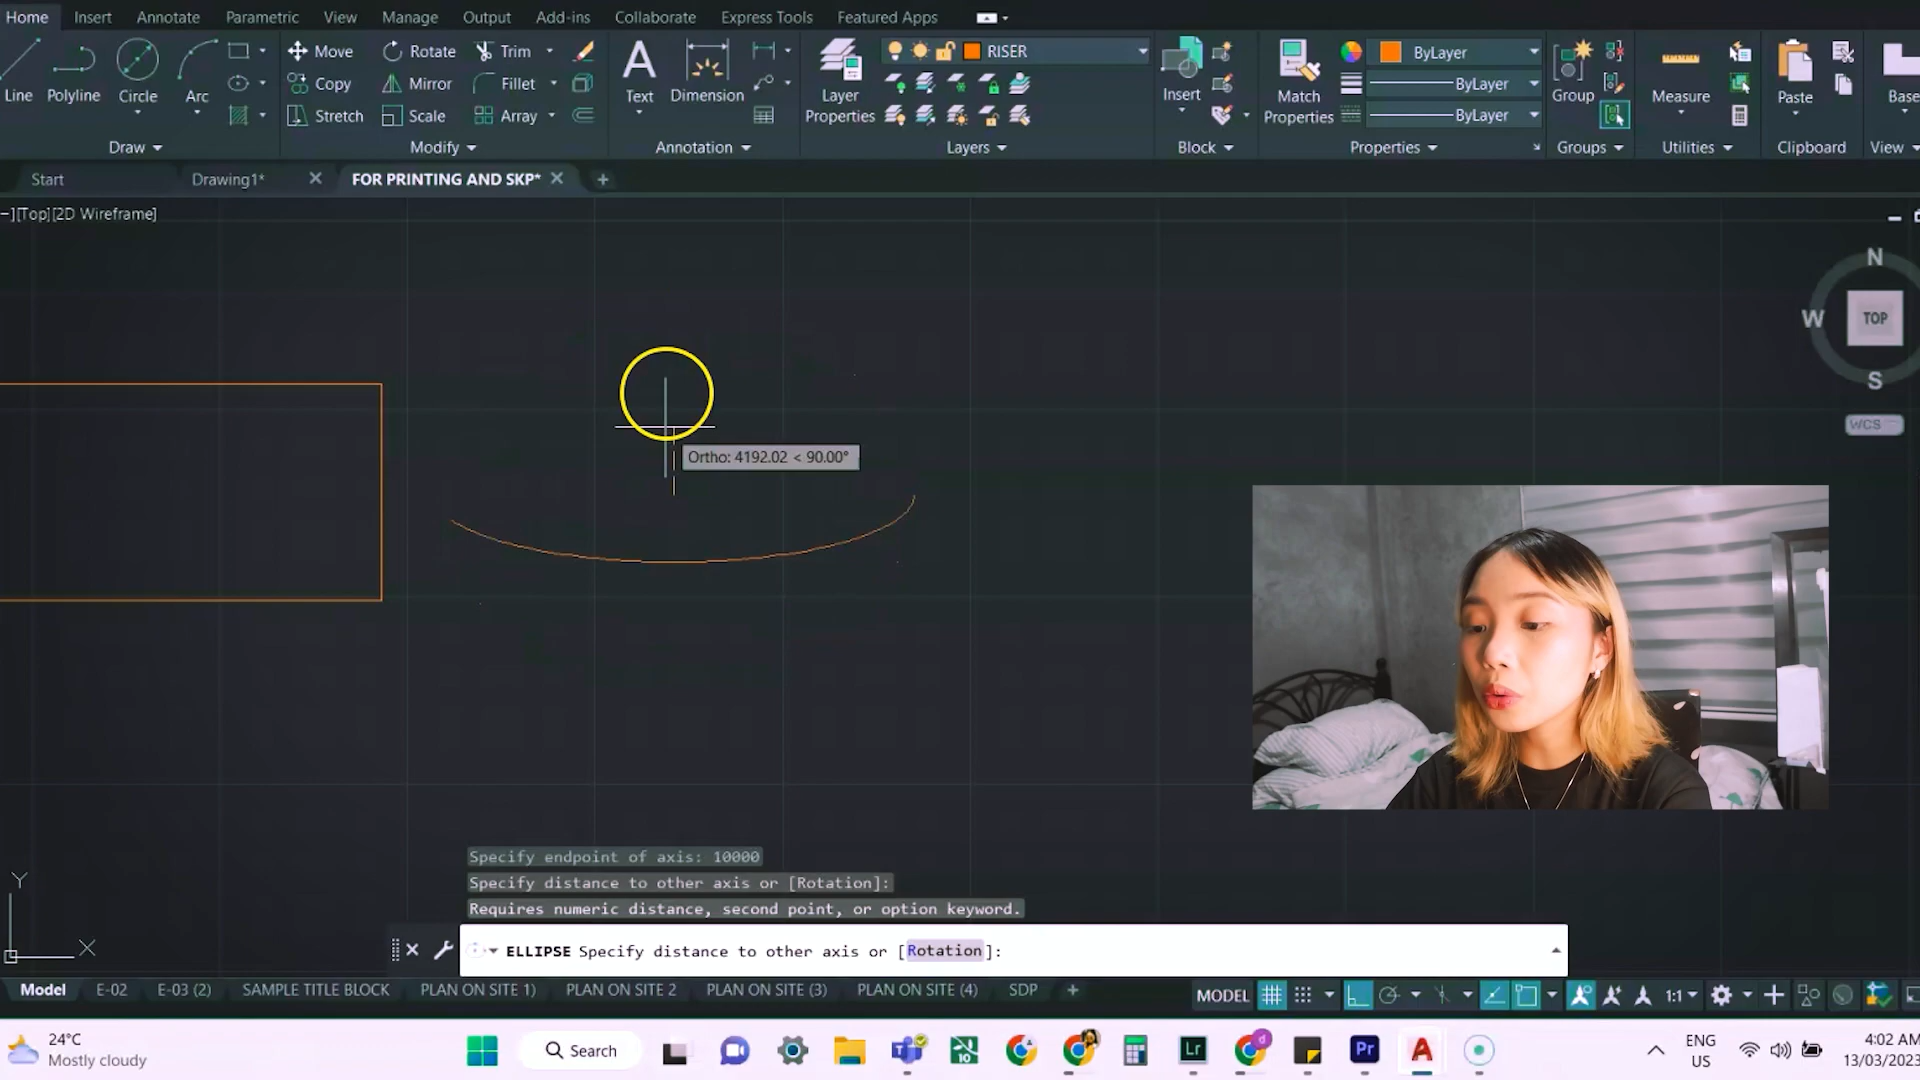 Home Insert Annotate Parametric View Manage Output Add-ins Collaborate Express Tools Featured Apps
Line Polyline Circle Arc
Move Rotate Trim
Copy Mirror Fillet
Stretch Scale Array
Text Dimension
Layer Properties
RISER
Insert
Match Properties
ByLayer
ByLayer
ByLayer
Group
Measure
Paste
Base
Draw Modify Annotation Layers Block Properties Groups Utilities Clipboard View
Start Drawing1* FOR PRINTING AND SKP*
[Top][2D Wireframe]
N
W TOP
S
WCS
Ortho: 4192.02 < 90.00°
Y
X
Specify endpoint of axis: 10000
Specify distance to other axis or [Rotation]:
Requires numeric distance, second point, or option keyword.
ELLIPSE Specify distance to other axis or [Rotation]:
Model E-02 E-03 (2) SAMPLE TITLE BLOCK PLAN ON SITE 1) PLAN ON SITE 2 PLAN ON SITE (3) PLAN ON SITE (4) SDP
MODEL 1:1
24°C
Mostly cloudy
Search
10
Lr
d
Pr
A
ENG
US
4:02 AM
13/03/2023